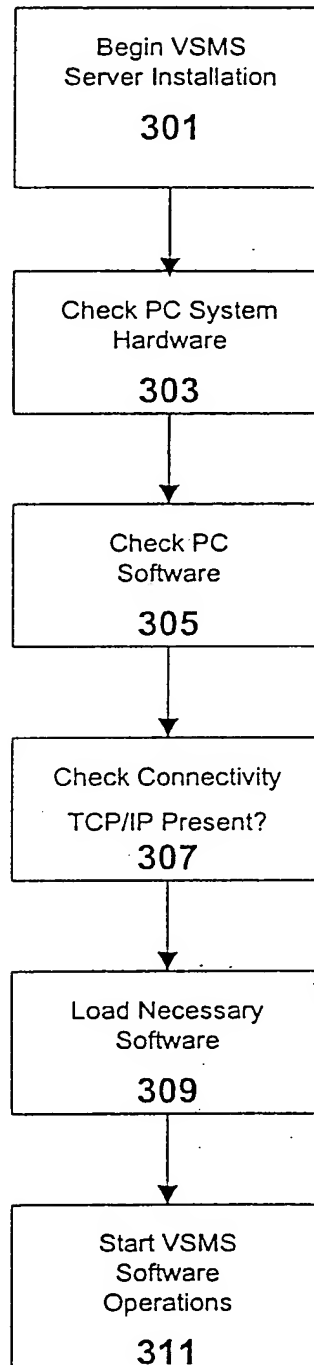 Begin VSMS
Server Installation
301
Check PC System
Hardware
303
Check PC
Software
305
Check Connectivity
TCP/IP Present?
307
Load Necessary
Software
309
Start VSMS
Software
Operations
311